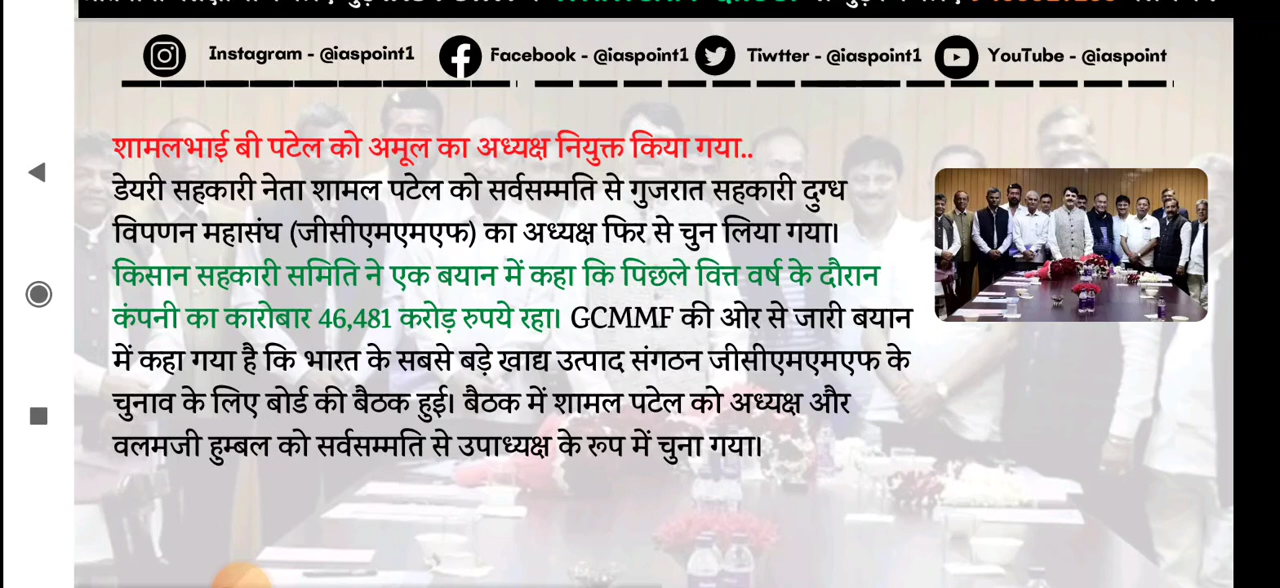 Instagram - @iaspoint1 Facebook - @iaspoint1 Tiwtter - @iaspoint1 YouTube - @iaspoint
शामलभाई बी पटेल को अमूल का अध्यक्ष नियुक्त किया गया..
डेयरी सहकारी नेता शामल पटेल को सर्वसम्मति से गुजरात सहकारी दुग्ध
विपणन महासंघ (जीसीएमएमएफ) का अध्यक्ष फिर से चुन लिया गया।
किसान सहकारी समिति ने एक बयान में कहा कि पिछले वित्त वर्ष के दौरान
कंपनी का कारोबार 46,481 करोड़ रुपये रहा। GCMMF की ओर से जारी बयान
में कहा गया है कि भारत के सबसे बड़े खाद्य उत्पाद संगठन जीसीएमएमएफ के
चुनाव के लिए बोर्ड की बैठक हुई। बैठक में शामल पटेल को अध्यक्ष और
वलमजी हुम्बल को सर्वसम्मति से उपाध्यक्ष के रूप में चुना गया।